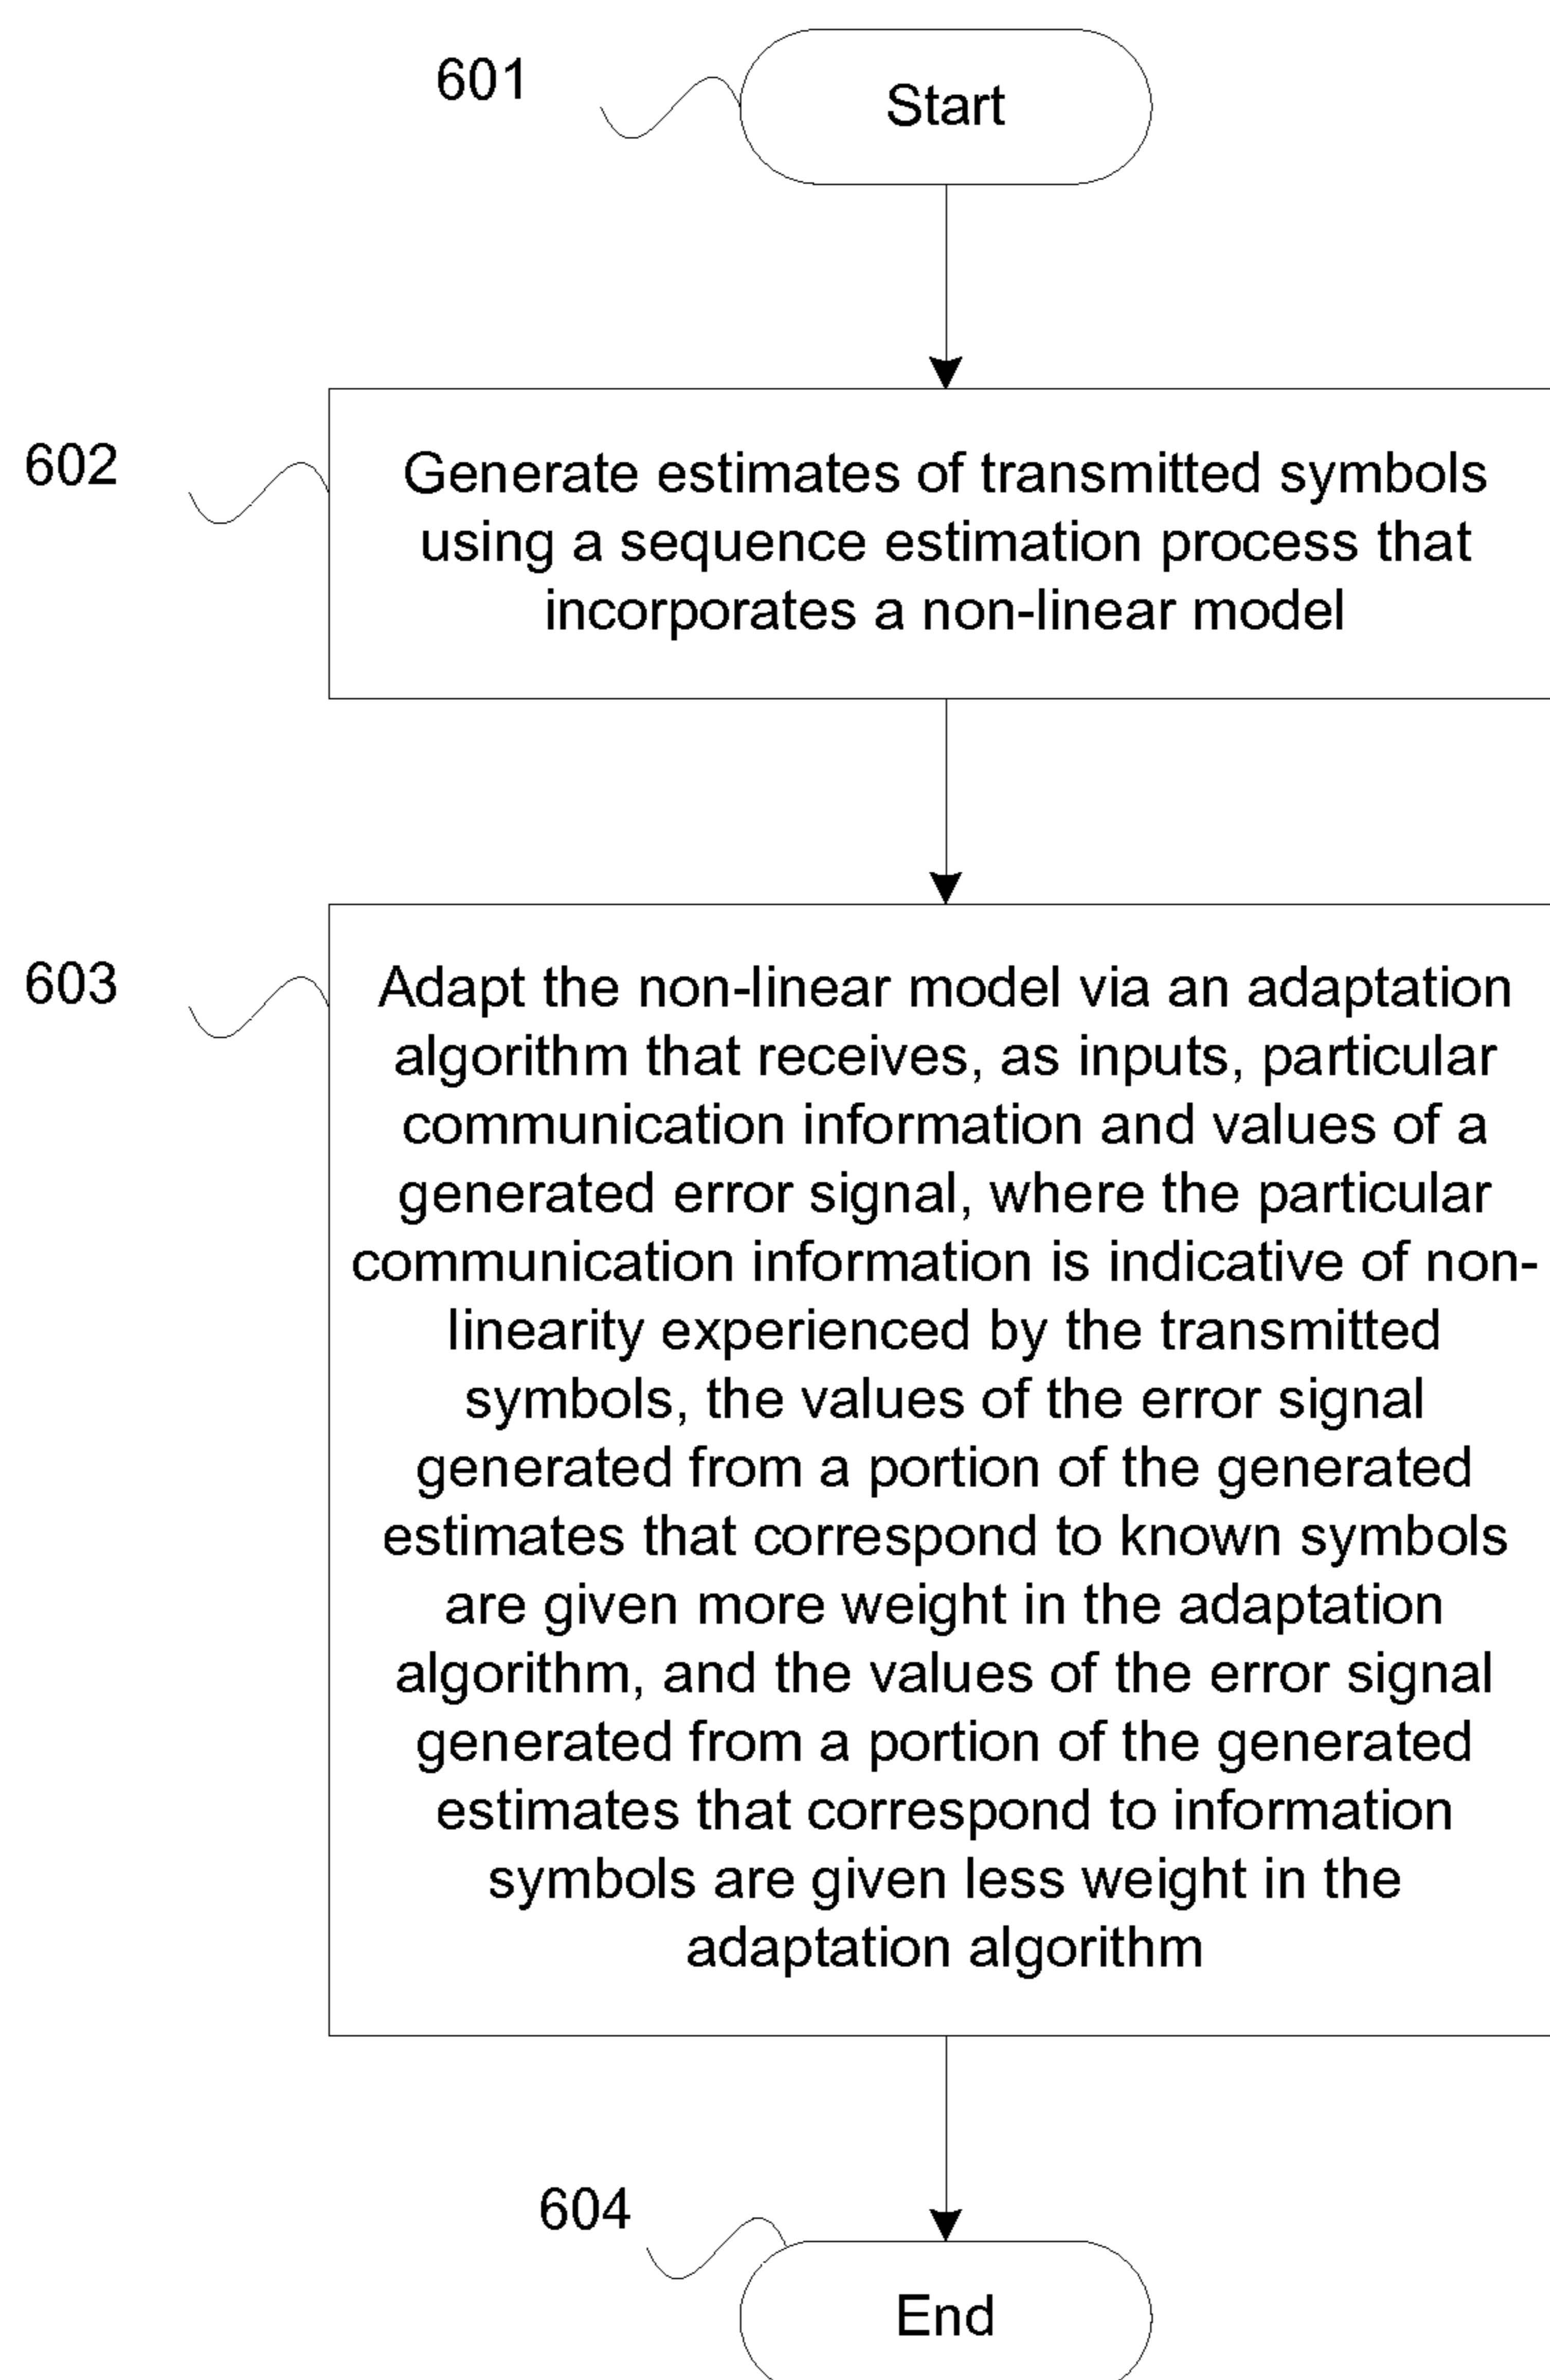 601
Start
602
Generate estimates of transmitted symbols
using a sequence estimation process that
incorporates a non-linear model
603
Adapt the non-linear model via an adaptation
algorithm that receives, as inputs, particular
communication information and values of a
generated error signal, where the particular
communication information is indicative of non-
linearity experienced by the transmitted
symbols, the values of the error signal
generated from a portion of the generated
estimates that correspond to known symbols
are given more weight in the adaptation
algorithm, and the values of the error signal
generated from a portion of the generated
estimates that correspond to information
symbols are given less weight in the
adaptation algorithm
604
End